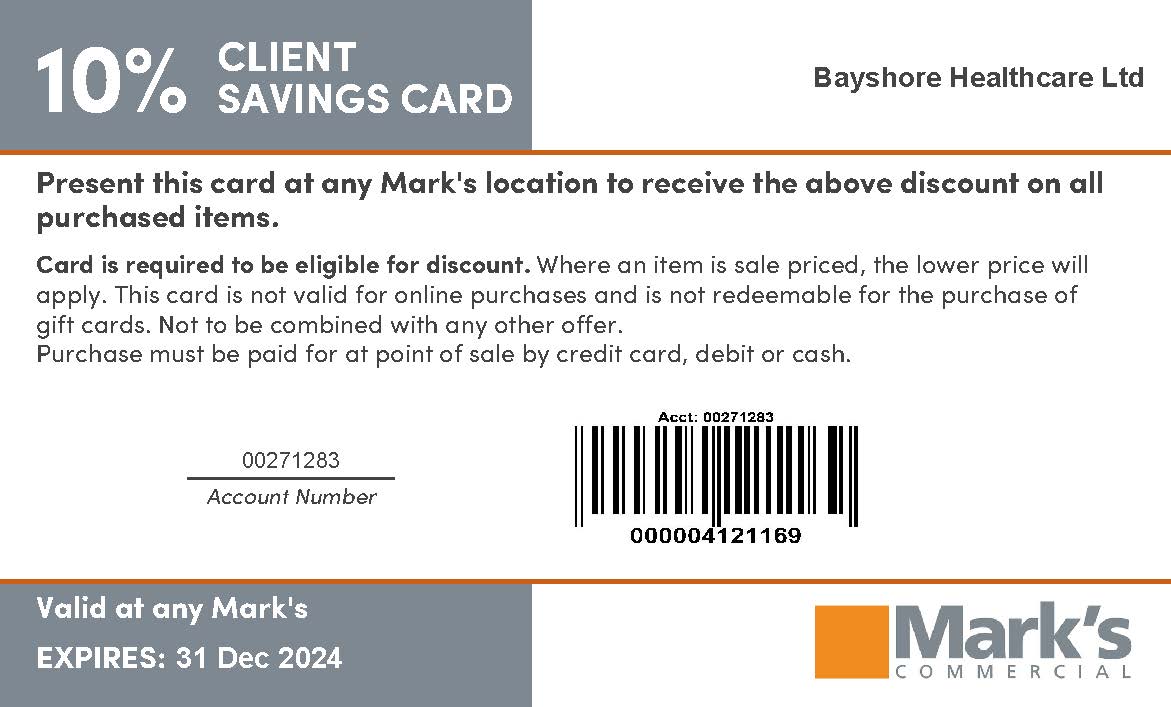 10% CLIENT
SAVINGS CARD
Bayshore Healthcare Ltd
Present this card at any Mark's location to receive the above discount on all
purchased items.
Card is required to be eligible for discount. Where an item is sale priced, the lower price will
apply. This card is not valid for online purchases and is not redeemable for the purchase of
gift cards. Not to be combined with any other offer.
Purchase must be paid for at point of sale by credit card, debit or cash.
00271283
Account Number
Acct: 00271283
000004121169
Valid at any Mark's
EXPIRES: 31 Dec 2024
Mark's
COMMERCIAL